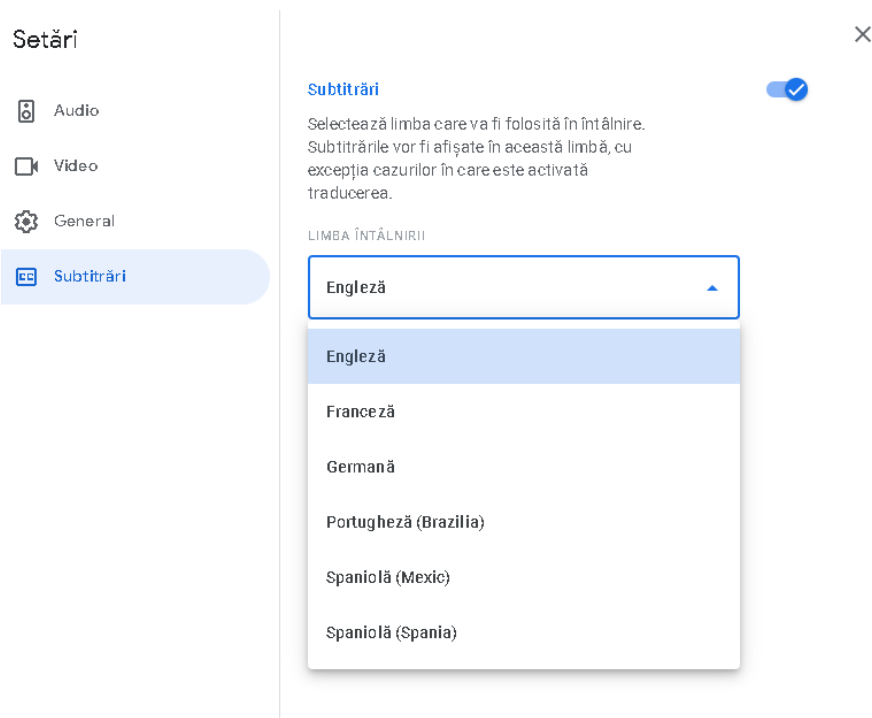 Setări
Audio
Video
General
Subtitrări
Subtitrări
Selectează limba care va fi folosită în întâlnire.
Subtitrările vor fi afișate în această limbă, cu
excepția cazurilor în care este activată
traducerea.
LIMBA ÎNTÂLNIRII
Engleză
Engleză
Franceză
Germană
Portugheză (Brazilia)
Spaniolă (Mexic)
Spaniolă (Spania)